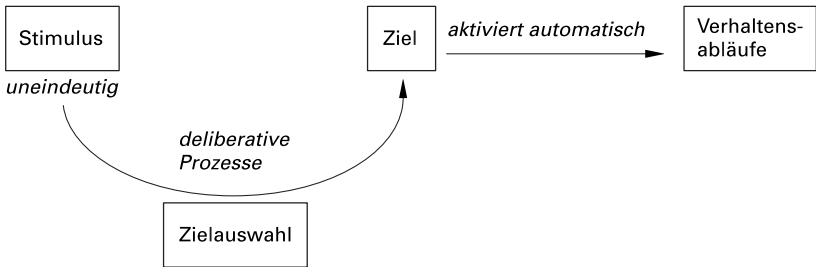 Stimulus
uneindeutig
Ziel
aktiviert automatisch
Verhaltens-
abläufe
deliberative
Prozesse
Zielauswahl